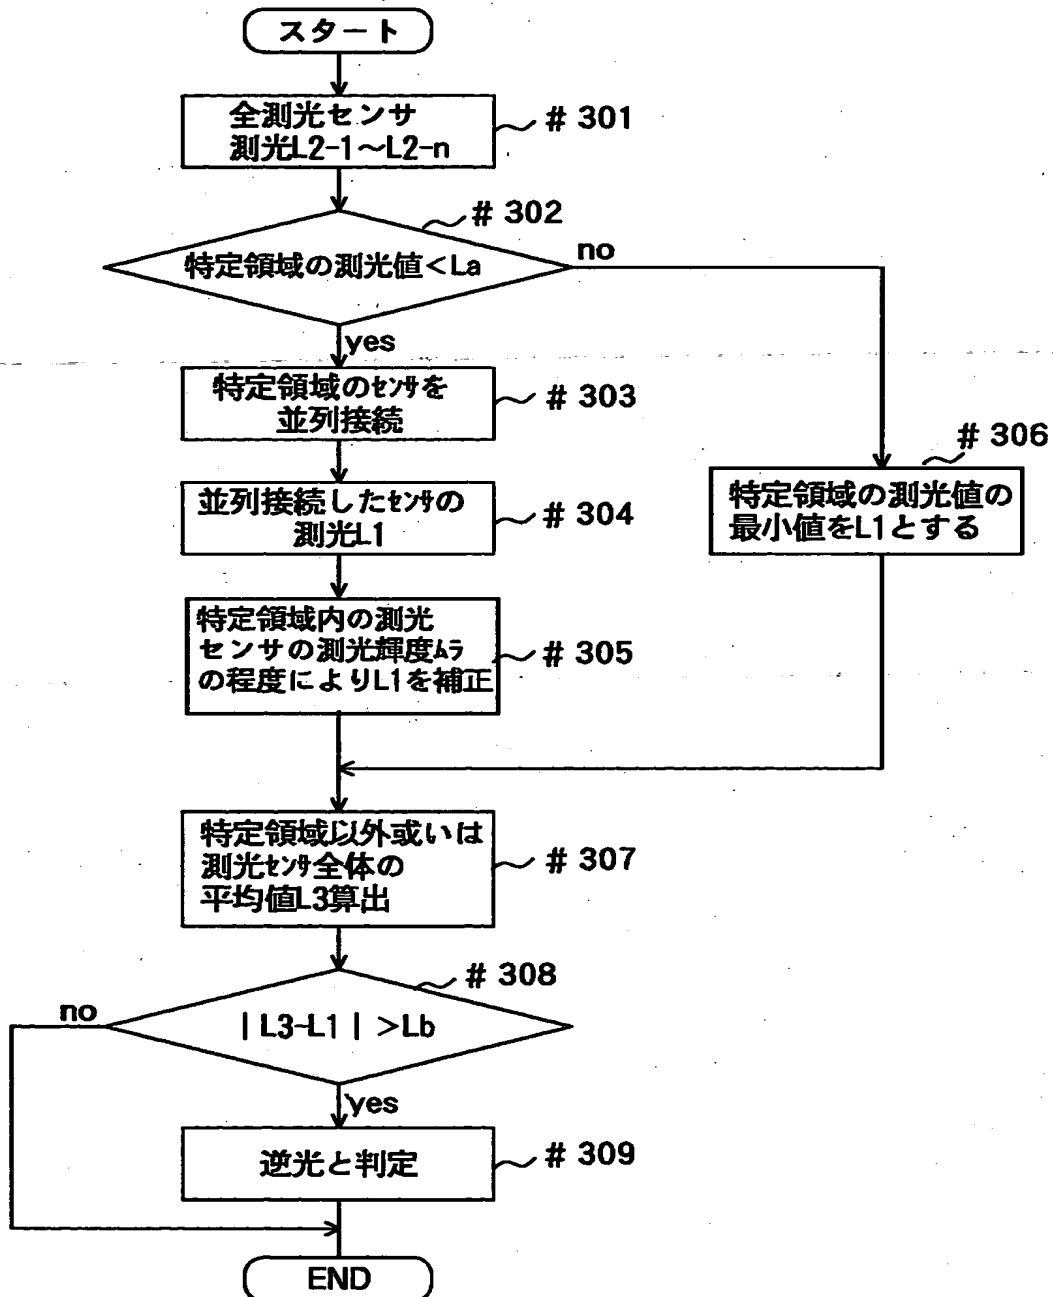 スタート
全測光センサ
測光L2-1～L2-n
# 301
# 302
特定領域の測光値<La
no
yes
特定領域のｾﾝｻを
並列接続
# 303
並列接続したｾﾝｻの
測光L1
# 304
特定領域内の測光
センサの測光輝度ﾑﾗ
の程度によりL1を補正
# 305
# 306
特定領域の測光値の
最小値をL1とする
特定領域以外或いは
測光ｾﾝｻ全体の
平均値L3算出
# 307
# 308
| L3-L1 | >Lb
no
yes
逆光と判定
# 309
END